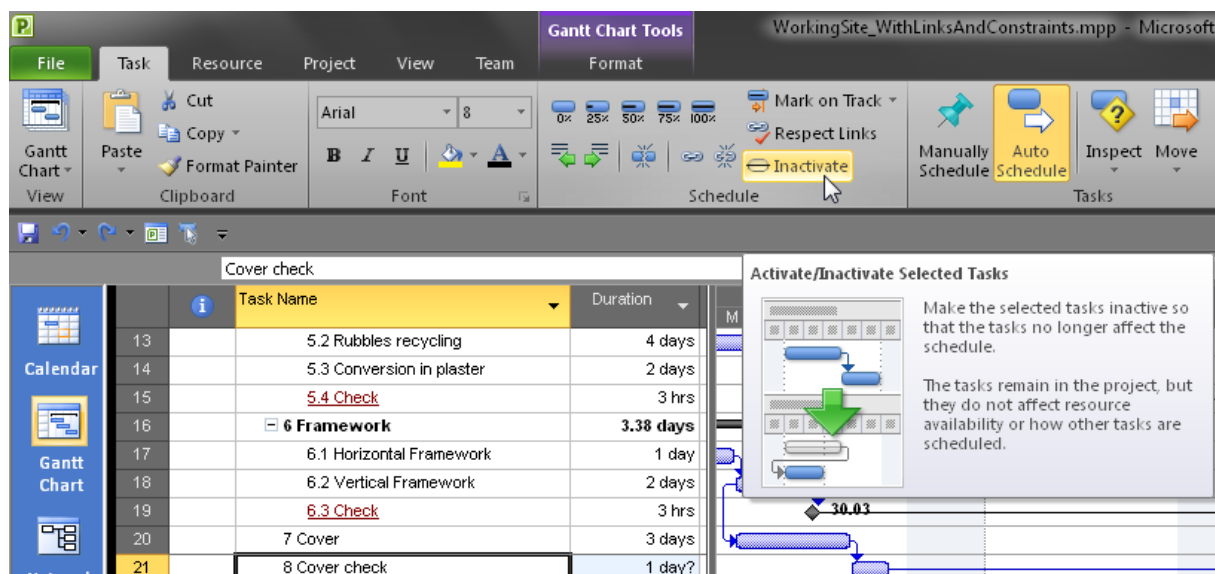 Gantt Chart Tools
WorkingSite_WithLinksAndConstraints.mpp - Microsoft
File Task Resource Project View Team Format
Cut
Copy
Format Painter
Paste
Gantt
Chart
View
Clipboard
Arial 8
B I U A
Font
0% 25% 50% 75% 100%
Mark on Track
Respect Links
Inactivate
Schedule
Manually
Schedule
Auto
Schedule
Inspect
Move
Tasks
Cover check
Task Name Duration
M
13 5.2 Rubbles recycling 4 days
14 5.3 Conversion in plaster 2 days
15 5.4 Check 3 hrs
16 6 Framework 3.38 days
17 6.1 Horizontal Framework 1 day
18 6.2 Vertical Framework 2 days
19 6.3 Check 3 hrs
20 7 Cover 3 days
21 8 Cover check 1 day?
Calendar
Gantt
Chart
Activate/Inactivate Selected Tasks
Make the selected tasks inactive so
that the tasks no longer affect the
schedule.
The tasks remain in the project, but
they do not affect resource
availability or how other tasks are
scheduled.
30.03